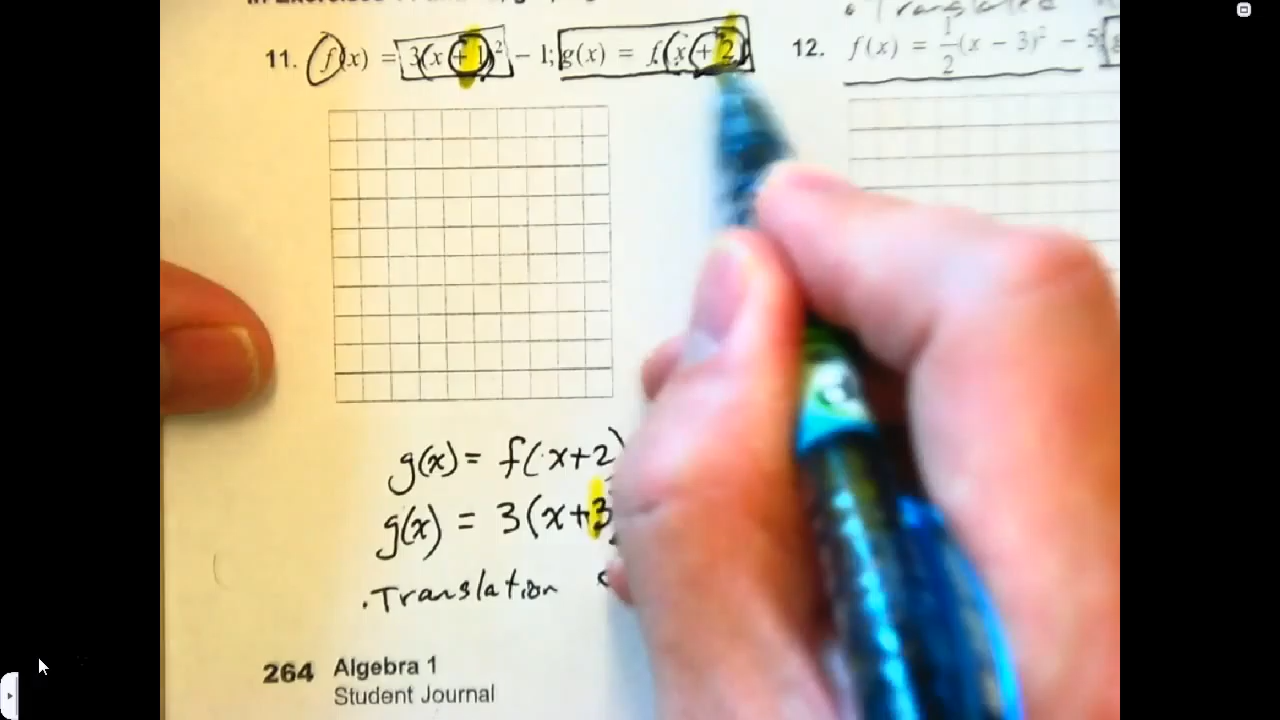 11. f(x) = 3(x + 1)² − 1; g(x) = f(x + 2)
12. f(x) = 1/2(x − 3)² − 5
g(x) = f(x+2)
g(x) = 3(x+3
. Translation
264 Algebra 1
Student Journal